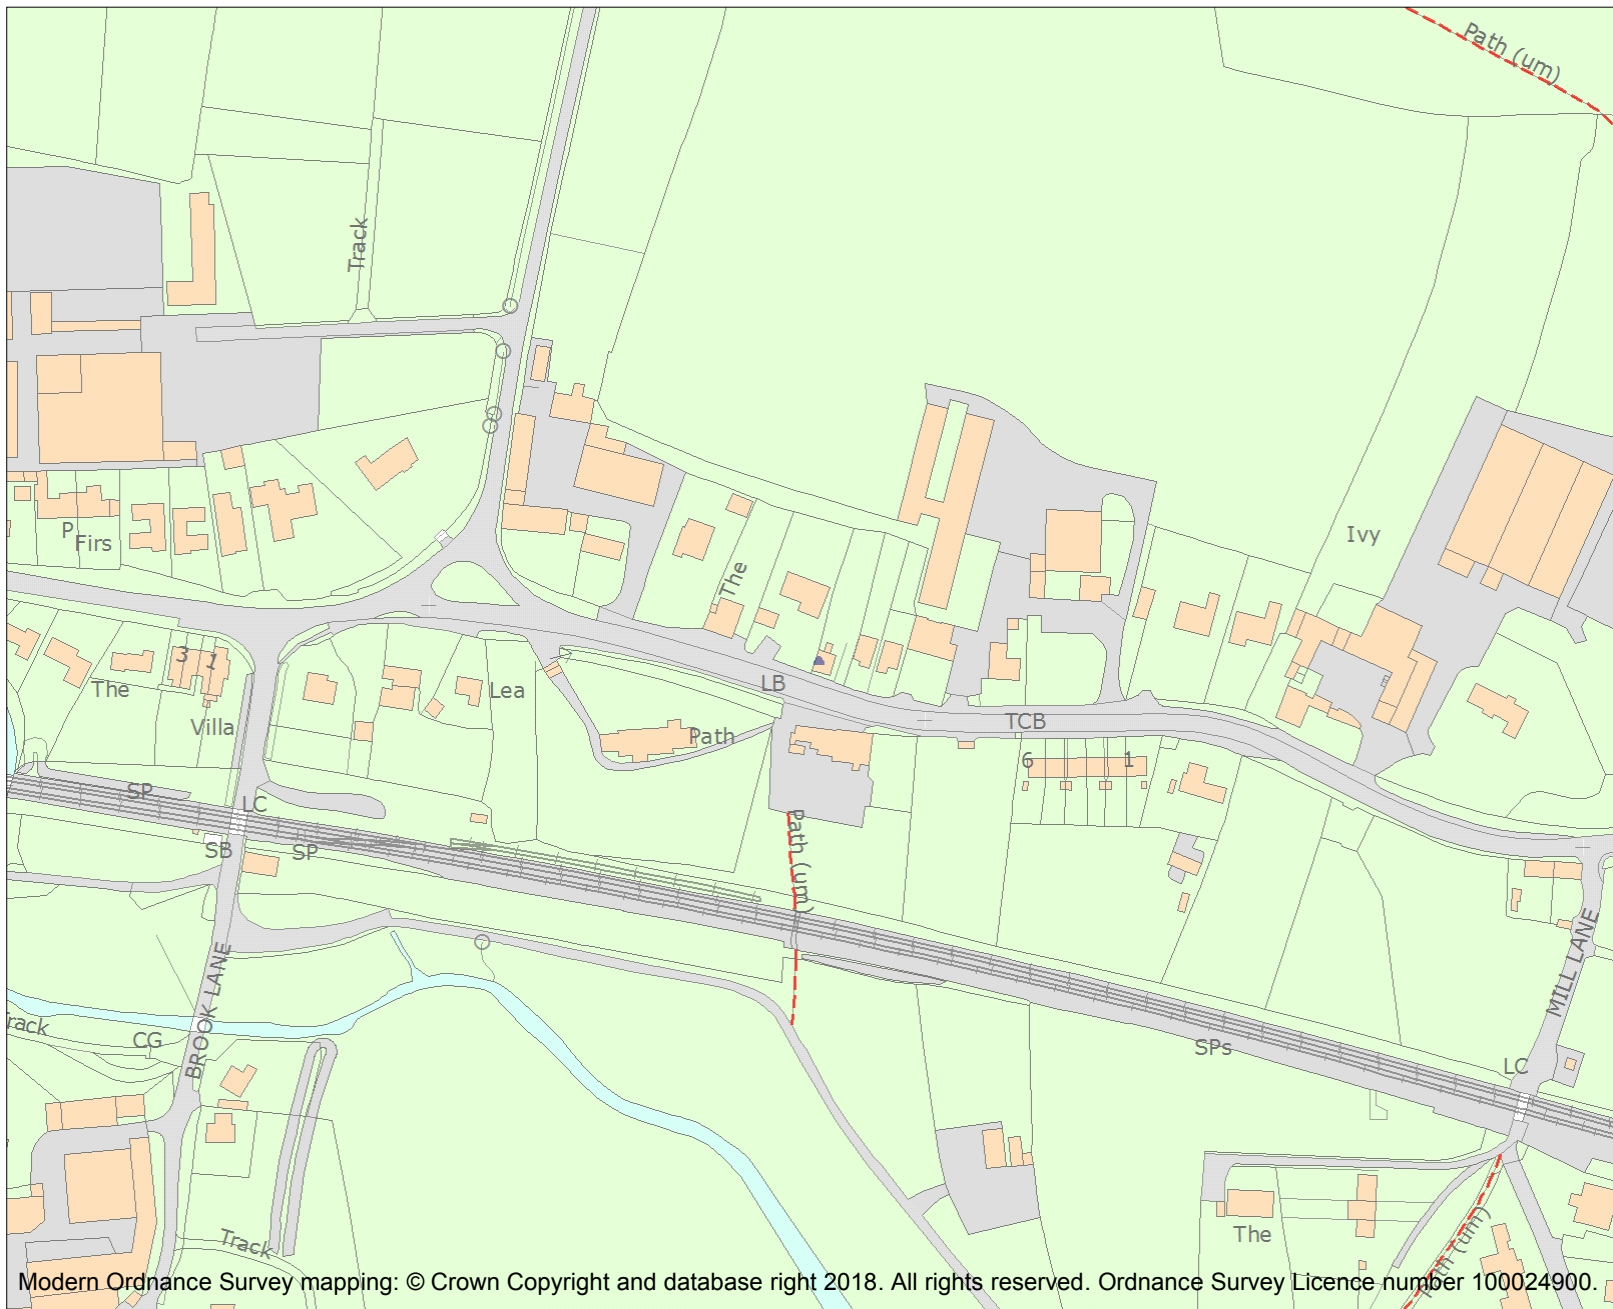 Path (um)
Track
P
Firs
Ivy
The
3 1
The
Villa
Lea
LB
Path
TCB
6 1
SP
LC
SB
SP
Path (um)
BROOK LANE
MILL LANE
rack
CG
SPs
LC
The
Track
Path (um)
Modern Ordnance Survey mapping: © Crown Copyright and database right 2018. All rights reserved. Ordnance Survey Licence number 100024900.